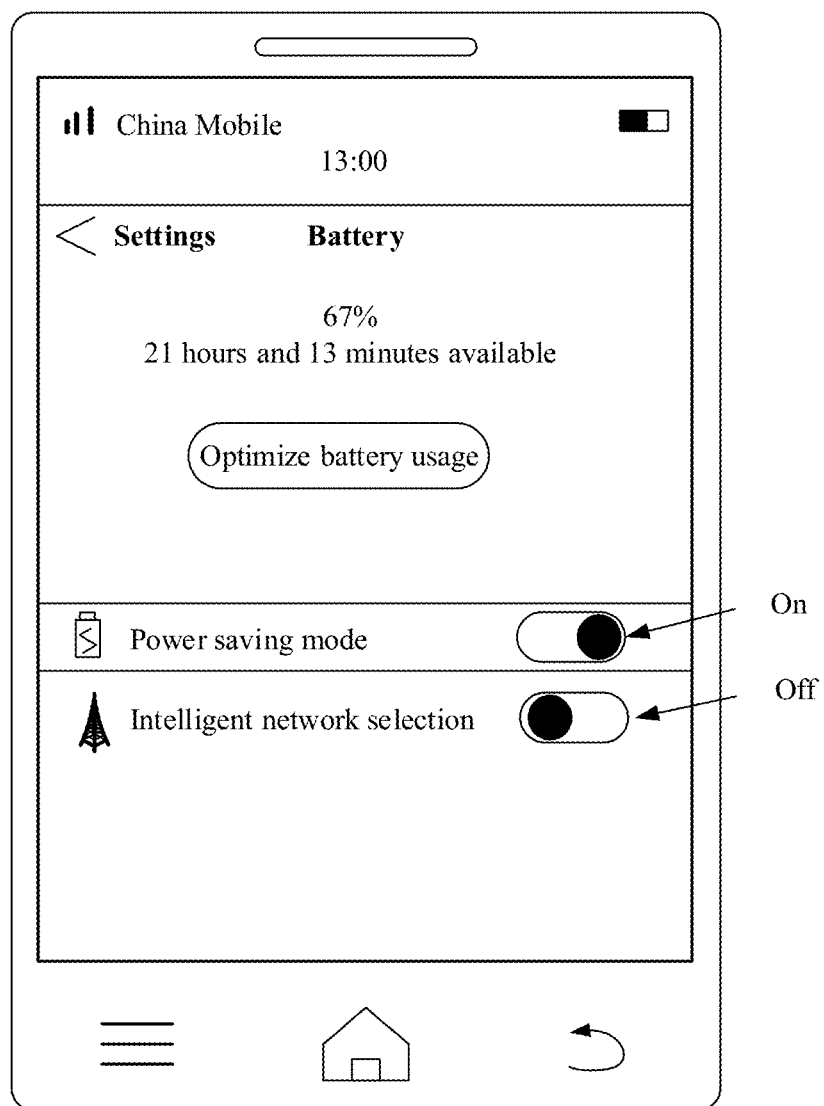 China Mobile
13:00
Settings Battery
67%
21 hours and 13 minutes available
Optimize battery usage
Power saving mode
On
Intelligent network selection
Off